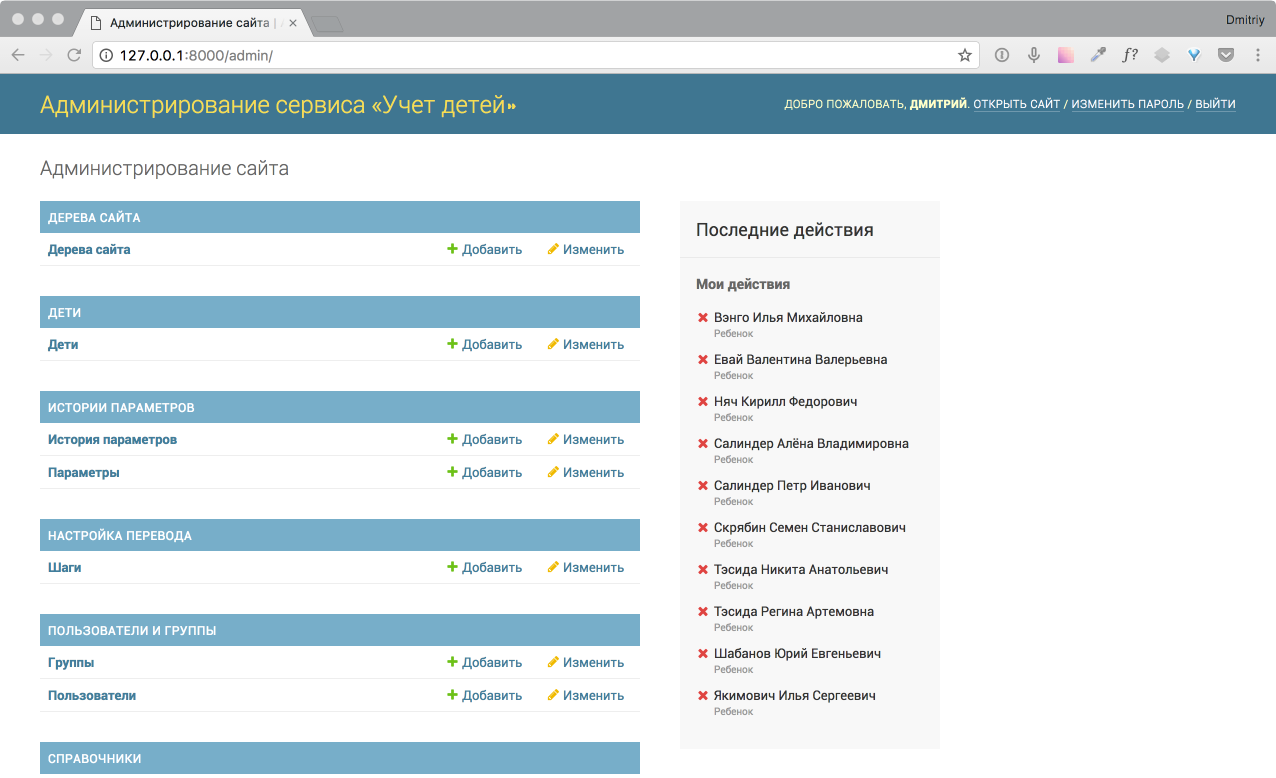 Администрирование сайта |
Dmitriy
127.0.0.1:8000/admin/
f?
Администрирование сервиса «Учет детей»
ДОБРО ПОЖАЛОВАТЬ, ДМИТРИЙ. ОТКРЫТЬ САЙТ / ИЗМЕНИТЬ ПАРОЛЬ / ВЫЙТИ
Администрирование сайта
ДЕРЕВА САЙТА
Дерева сайта Добавить Изменить
ДЕТИ
Дети Добавить Изменить
ИСТОРИИ ПАРАМЕТРОВ
История параметров Добавить Изменить
Параметры Добавить Изменить
НАСТРОЙКА ПЕРЕВОДА
Шаги Добавить Изменить
ПОЛЬЗОВАТЕЛИ И ГРУППЫ
Группы Добавить Изменить
Пользователи Добавить Изменить
СПРАВОЧНИКИ
Последние действия
Мои действия
Вэнго Илья Михайловна
Ребенок
Евай Валентина Валерьевна
Ребенок
Няч Кирилл Федорович
Ребенок
Салиндер Алёна Владимировна
Ребенок
Салиндер Петр Иванович
Ребенок
Скрябин Семен Станиславович
Ребенок
Тэсида Никита Анатольевич
Ребенок
Тэсида Регина Артемовна
Ребенок
Шабанов Юрий Евгеньевич
Ребенок
Якимович Илья Сергеевич
Ребенок